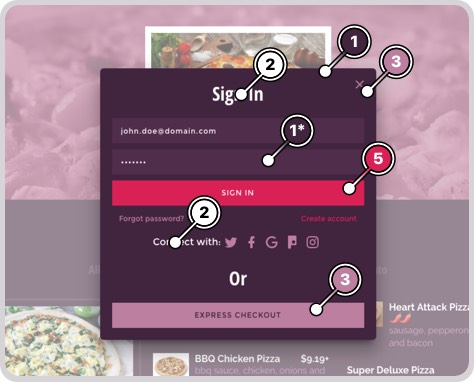 1
2
3
Sign In
john.doe@domain.com
1*
•••••••
5
SIGN IN
Forgot password?
Create account
2
Connect with:
Or
3
EXPRESS CHECKOUT
Heart Attack Pizza
sausage, pepperoni
and bacon
BBQ Chicken Pizza $9.19+
bbq sauce, chicken, onions and
Super Deluxe Pizza